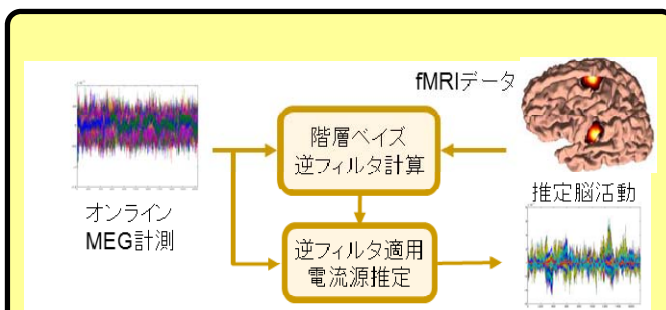 fMRIデータ
階層ベイズ
逆フィルタ計算
オンライン
MEG計測
推定脳活動
逆フィルタ適用
電流源推定